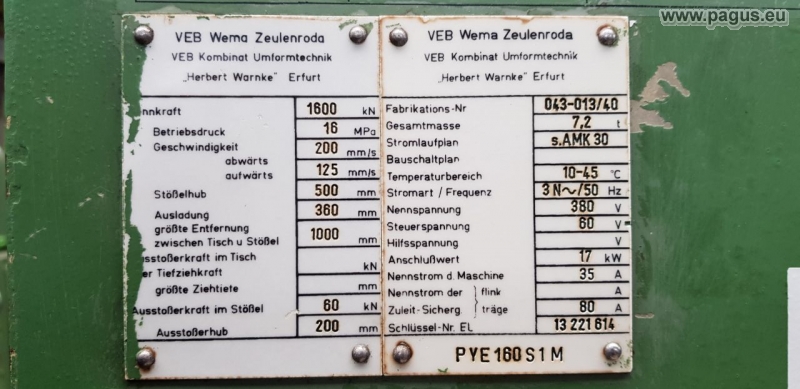 www.pagus.eu
VEB Wema Zeulenroda
VEB Kombinat Umformtechnik
„Herbert Warnke" Erfurt
nnkraft 1600 kN
Betriebsdruck 16 MPa
Geschwindigkeit 200 mm/s
abwärts
aufwärts 125 mm/s
Stößelhub 500 mm
Ausladung 360 mm
größte Entfernung
zwischen Tisch u Stößel 1000 mm
sstoßerkraft im Tisch
er Tiefziehkraft kN
größte Ziehtiefe mm
Ausstoßerkraft im Stößel 60 kN
Ausstoßerhub 200 mm
VEB Wema Zeulenroda
VEB Kombinat Umformtechnik
„Herbert Warnke" Erfurt
Fabrikations-Nr 043-013/40
Gesamtmasse 7,2 t
Stromlaufplan s.AMK 30
Bauschaltplan
Temperaturbereich 10-45 °C
Stromart / Frequenz 3 N~/50 Hz
Nennspannung 380 V
Steuerspannung 60 V
Hilfsspannung V
Anschlußwert 17 kW
Nennstrom d. Maschine 35 A
Nennstrom der } flink A
Zuleit-Sicherg. } träge 80 A
Schlüssel-Nr. EL 13 221 614
PYE 160 S 1 M